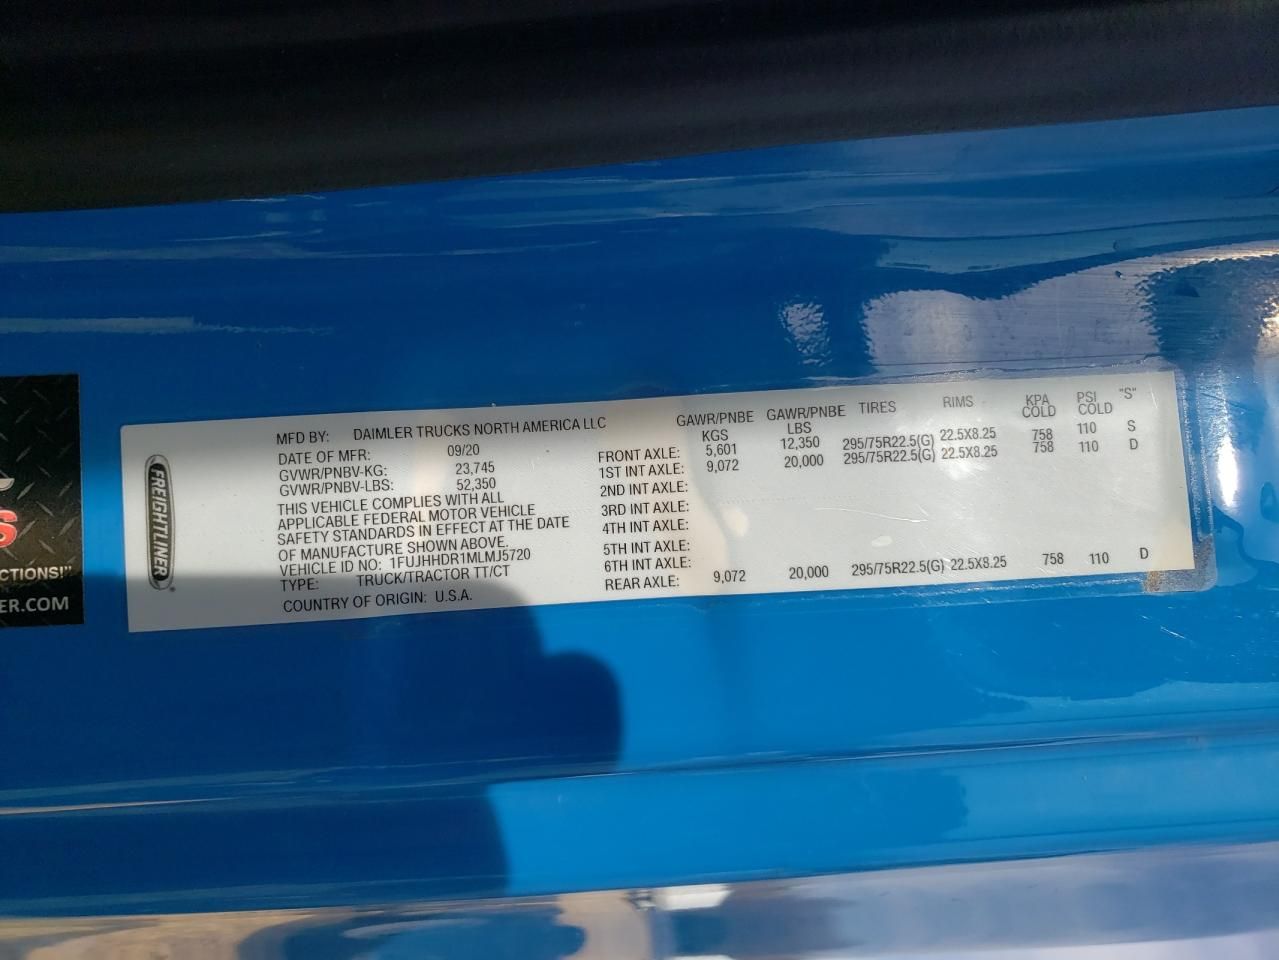 FREIGHTLINER
MFD BY: DAIMLER TRUCKS NORTH AMERICA LLC
DATE OF MFR: 09/20
GVWR/PNBV-KG: 23,745
GVWR/PNBV-LBS: 52,350
THIS VEHICLE COMPLIES WITH ALL
APPLICABLE FEDERAL MOTOR VEHICLE
SAFETY STANDARDS IN EFFECT AT THE DATE
OF MANUFACTURE SHOWN ABOVE.
VEHICLE ID NO: 1FUJHHDR1MLMJ5720
TYPE: TRUCK/TRACTOR TT/CT
COUNTRY OF ORIGIN: U.S.A.
GAWR/PNBE GAWR/PNBE TIRES RIMS KPA PSI "S"
KGS LBS COLD COLD
FRONT AXLE: 5,601 12,350 295/75R22.5(G) 22.5X8.25 758 110 S
1ST INT AXLE: 9,072 20,000 295/75R22.5(G) 22.5X8.25 758 110 D
2ND INT AXLE:
3RD INT AXLE:
4TH INT AXLE:
5TH INT AXLE:
6TH INT AXLE:
REAR AXLE: 9,072 20,000 295/75R22.5(G) 22.5X8.25 758 110 D
S
CTIONS!"
ER.COM